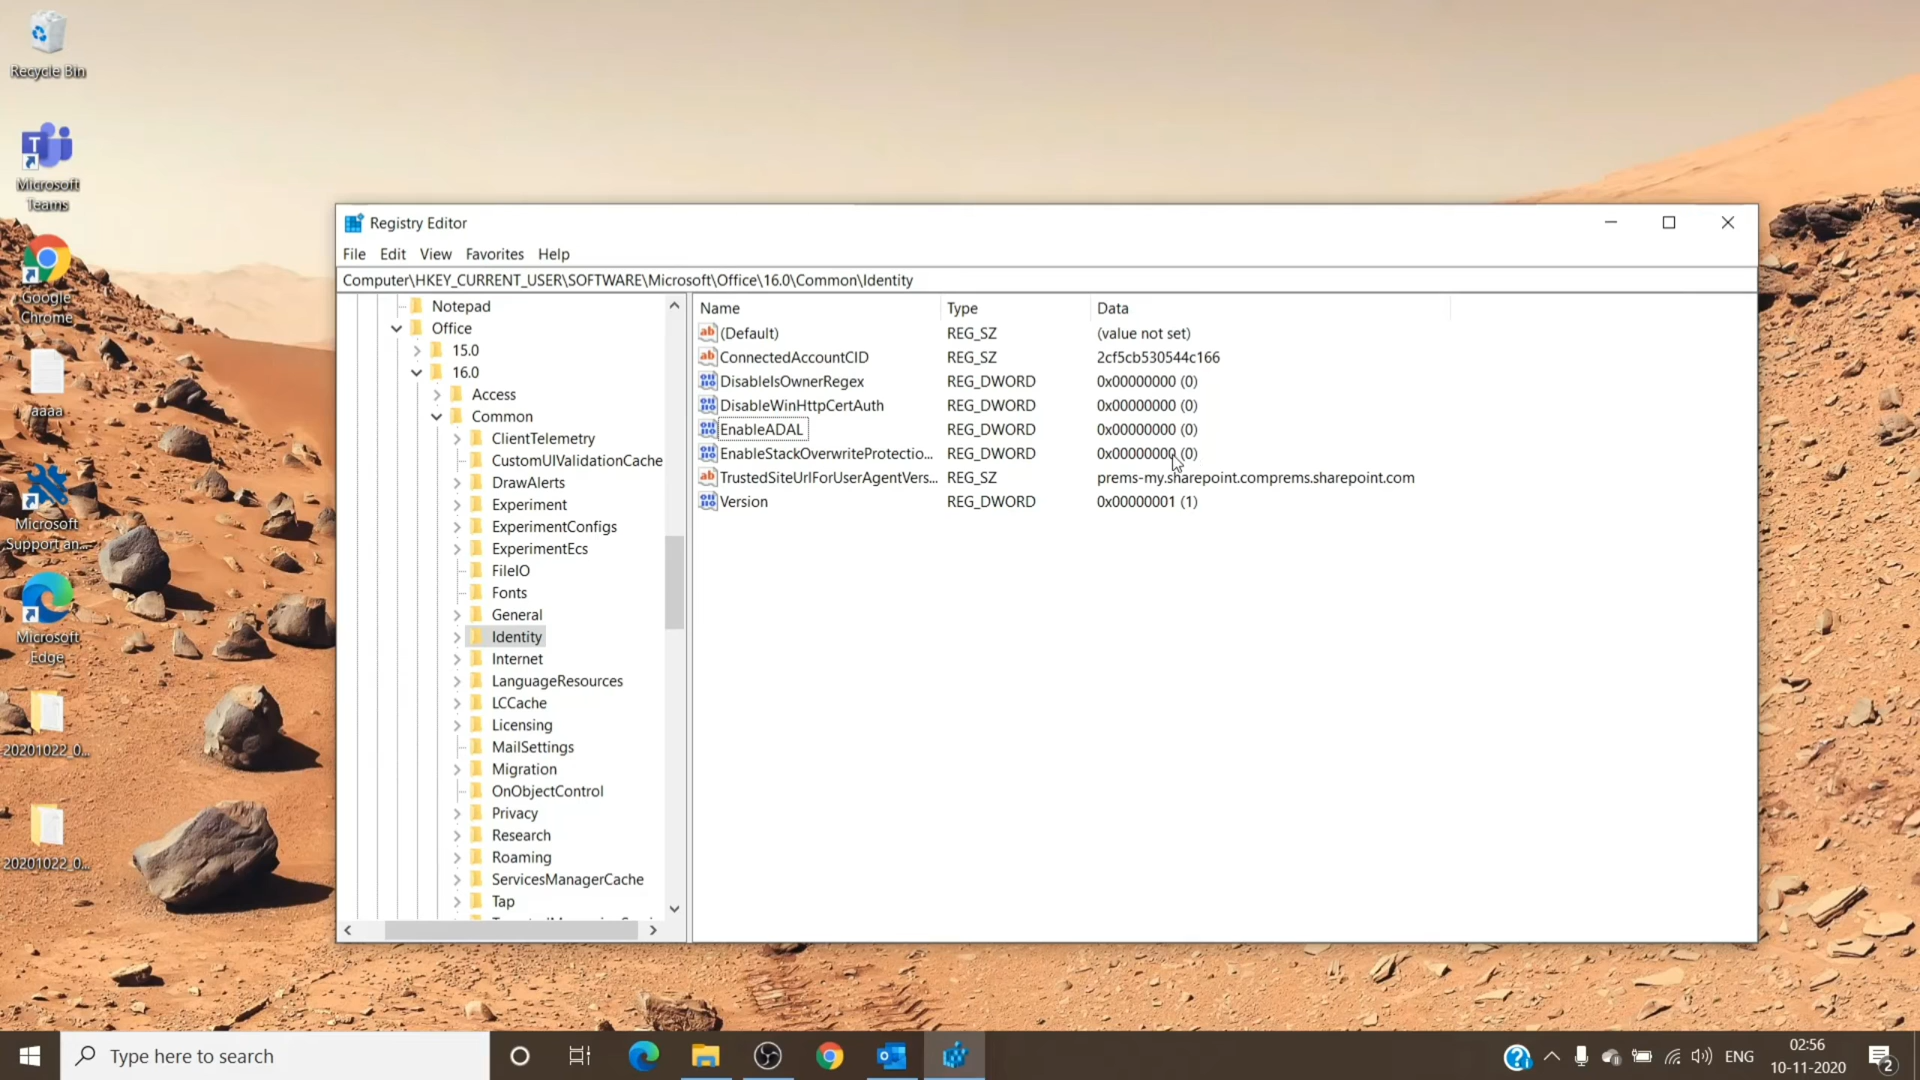 Recycle Bin
Microsoft
Teams
Google
Chrome
aaaa
Microsoft
Support an...
Microsoft
Edge
20201022_0...
20201022_0...
Registry Editor
File Edit View Favorites Help
Computer\HKEY_CURRENT_USER\SOFTWARE\Microsoft\Office\16.0\Common\Identity
Notepad
Office
15.0
16.0
Access
Common
ClientTelemetry
CustomUIValidationCache
DrawAlerts
Experiment
ExperimentConfigs
ExperimentEcs
FileIO
Fonts
General
Identity
Internet
LanguageResources
LCCache
Licensing
MailSettings
Migration
OnObjectControl
Privacy
Research
Roaming
ServicesManagerCache
Tap
Name Type Data
(Default) REG_SZ (value not set)
ConnectedAccountCID REG_SZ 2cf5cb530544c166
DisableIsOwnerRegex REG_DWORD 0x00000000 (0)
DisableWinHttpCertAuth REG_DWORD 0x00000000 (0)
EnableADAL REG_DWORD 0x00000000 (0)
EnableStackOverwriteProtectio... REG_DWORD 0x00000000 (0)
TrustedSiteUrlForUserAgentVers... REG_SZ prems-my.sharepoint.comprems.sharepoint.com
Version REG_DWORD 0x00000001 (1)
Type here to search
ENG
02:56
10-11-2020
2